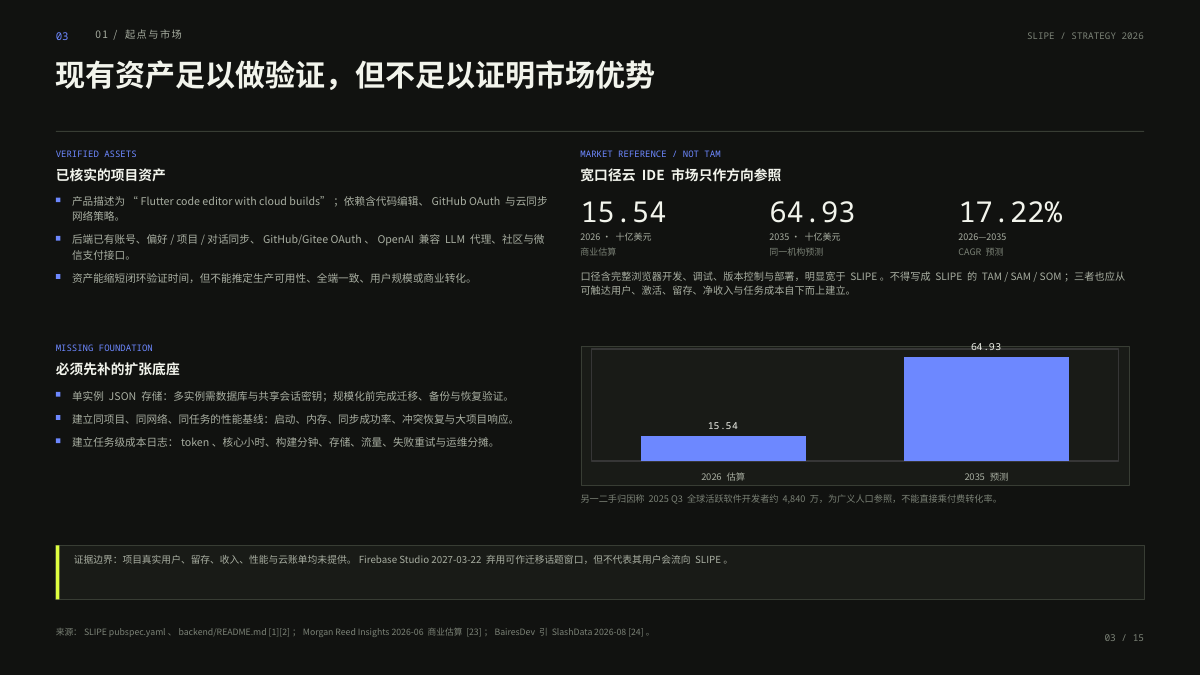 03
01 / 起点与市场
SLIPE / STRATEGY 2026
现有资产足以做验证，但不足以证明市场优势
VERIFIED ASSETS
已核实的项目资产
产品描述为 “ Flutter code editor with cloud builds” ；依赖含代码编辑、 GitHub OAuth 与云同步
网络策略。
后端已有账号、偏好 / 项目 / 对话同步、 GitHub/Gitee OAuth 、 OpenAI 兼容 LLM 代理、社区与微
信支付接口。
资产能缩短闭环验证时间，但不能推定生产可用性、全端一致、用户规模或商业转化。
MARKET REFERENCE / NOT TAM
宽口径云 IDE 市场只作方向参照
15.54
64.93
17.22%
2026 · 十亿美元
2035 · 十亿美元
2026—2035
商业估算
同一机构预测
CAGR 预测
口径含完整浏览器开发、调试、版本控制与部署，明显宽于 SLIPE 。不得写成 SLIPE 的 TAM / SAM / SOM ；三者也应从
可触达用户、激活、留存、净收入与任务成本自下而上建立。
MISSING FOUNDATION
必须先补的扩张底座
单实例 JSON 存储：多实例需数据库与共享会话密钥；规模化前完成迁移、备份与恢复验证。
建立同项目、同网络、同任务的性能基线：启动、内存、同步成功率、冲突恢复与大项目响应。
建立任务级成本日志： token 、核心小时、构建分钟、存储、流量、失败重试与运维分摊。
64.93
15.54
2026 估算
2035 预测
另一二手归因称 2025 Q3 全球活跃软件开发者约 4,840 万，为广义人口参照，不能直接乘付费转化率。
证据边界：项目真实用户、留存、收入、性能与云账单均未提供。 Firebase Studio 2027-03-22 弃用可作迁移话题窗口，但不代表其用户会流向 SLIPE 。
来源： SLIPE pubspec.yaml 、 backend/README.md [1][2] ； Morgan Reed Insights 2026-06 商业估算 [23] ； BairesDev 引 SlashData 2026-08 [24] 。
03 / 15